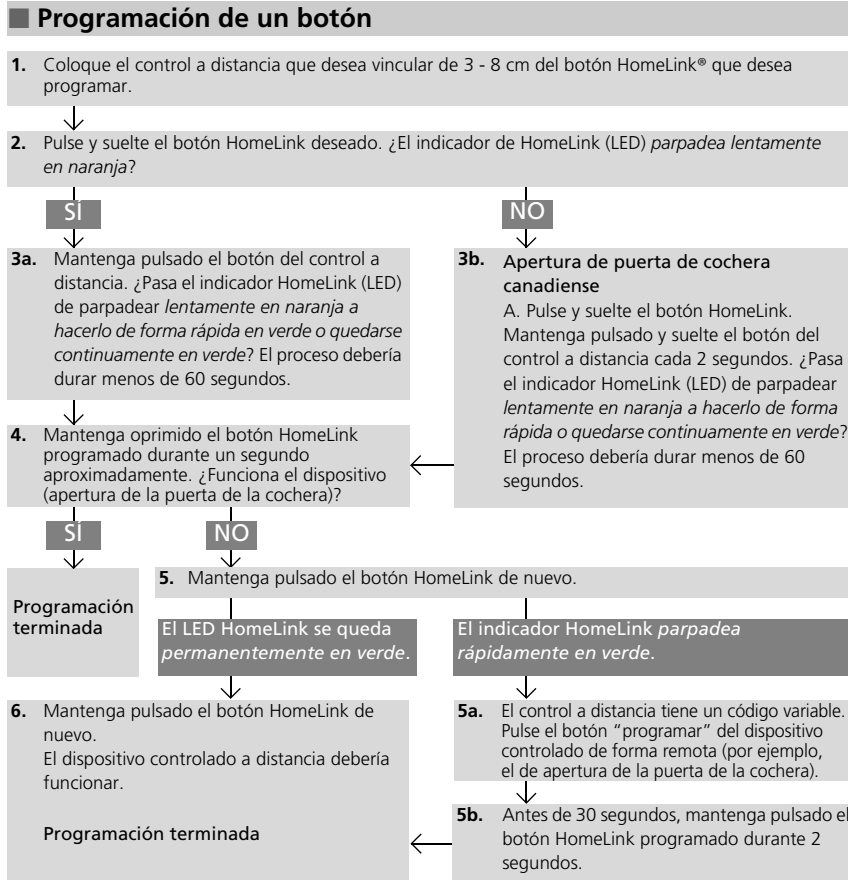 ■ Programación de un botón
1. Coloque el control a distancia que desea vincular de 3 - 8 cm del botón HomeLink® que desea
programar.
2. Pulse y suelte el botón HomeLink deseado. ¿El indicador de HomeLink (LED) parpadea lentamente
en naranja?
SÍ
NO
3a. Mantenga pulsado el botón del control a
distancia. ¿Pasa el indicador HomeLink (LED)
de parpadear lentamente en naranja a
hacerlo de forma rápida en verde o quedarse
continuamente en verde? El proceso debería
durar menos de 60 segundos.
3b. Apertura de puerta de cochera
canadiense
A. Pulse y suelte el botón HomeLink.
Mantenga pulsado y suelte el botón del
control a distancia cada 2 segundos. ¿Pasa
el indicador HomeLink (LED) de parpadear
lentamente en naranja a hacerlo de forma
rápida o quedarse continuamente en verde?
El proceso debería durar menos de 60
segundos.
4. Mantenga oprimido el botón HomeLink
programado durante un segundo
aproximadamente. ¿Funciona el dispositivo
(apertura de la puerta de la cochera)?
SÍ
NO
Programación
terminada
5. Mantenga pulsado el botón HomeLink de nuevo.
El LED HomeLink se queda
permanentemente en verde.
El indicador HomeLink parpadea
rápidamente en verde.
6. Mantenga pulsado el botón HomeLink de
nuevo.
El dispositivo controlado a distancia debería
funcionar.
Programación terminada
5a. El control a distancia tiene un código variable.
Pulse el botón “programar” del dispositivo
controlado de forma remota (por ejemplo,
el de apertura de la puerta de la cochera).
5b. Antes de 30 segundos, mantenga pulsado el
botón HomeLink programado durante 2
segundos.